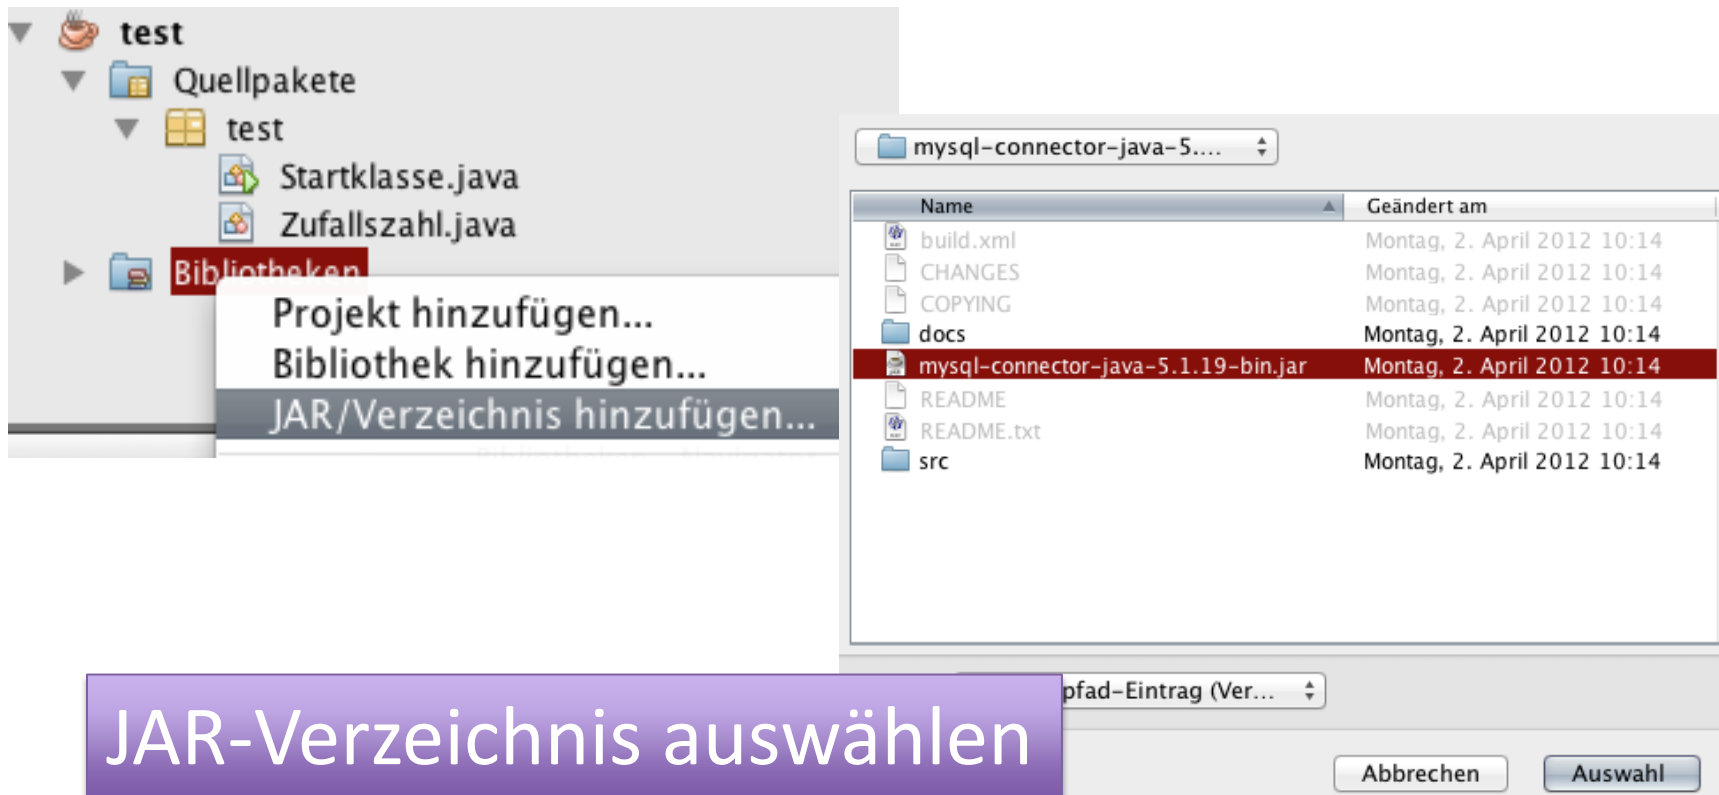 test
Quellpakete
test
Startklasse.java
Zufallszahl.java
Bibliotheken
Projekt hinzufügen...
Bibliothek hinzufügen...
JAR/Verzeichnis hinzufügen...
mysql-connector-java-5....
Name Geändert am
build.xml Montag, 2. April 2012 10:14
CHANGES Montag, 2. April 2012 10:14
COPYING Montag, 2. April 2012 10:14
docs Montag, 2. April 2012 10:14
mysql-connector-java-5.1.19-bin.jar Montag, 2. April 2012 10:14
README Montag, 2. April 2012 10:14
README.txt Montag, 2. April 2012 10:14
src Montag, 2. April 2012 10:14
pfad-Eintrag (Ver...
JAR-Verzeichnis auswählen
Abbrechen Auswahl